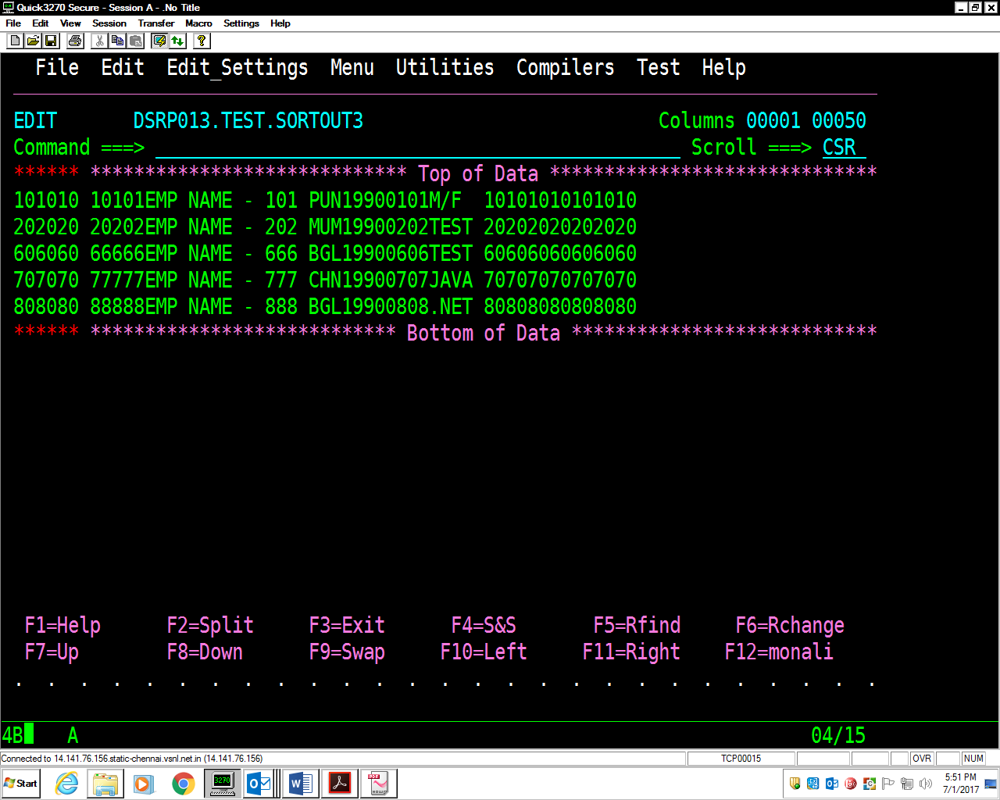 Quick3270 Secure - Session A - .No Title
File Edit View Session Transfer Macro Settings Help
File Edit Edit_Settings Menu Utilities Compilers Test Help
EDIT DSRP013.TEST.SORTOUT3 Columns 00001 00050
Command ===> Scroll ===> CSR
****** ***************************** Top of Data ******************************
101010 10101EMP NAME - 101 PUN19900101M/F 10101010101010
202020 20202EMP NAME - 202 MUM19900202TEST 20202020202020
606060 66666EMP NAME - 666 BGL19900606TEST 60606060606060
707070 77777EMP NAME - 777 CHN19900707JAVA 70707070707070
808080 88888EMP NAME - 888 BGL19900808.NET 80808080808080
****** **************************** Bottom of Data ****************************
F1=Help F2=Split F3=Exit F4=S&S F5=Rfind F6=Rchange
F7=Up F8=Down F9=Swap F10=Left F11=Right F12=monali
. . . . . . . . . . . . . . . . . . . . . . . . . . .
4B A 04/15
Connected to 14.141.76.156.static-chennai.vsnl.net.in (14.141.76.156) TCP00015 OVR NUM
Start 3270 5:51 PM
7/1/2017